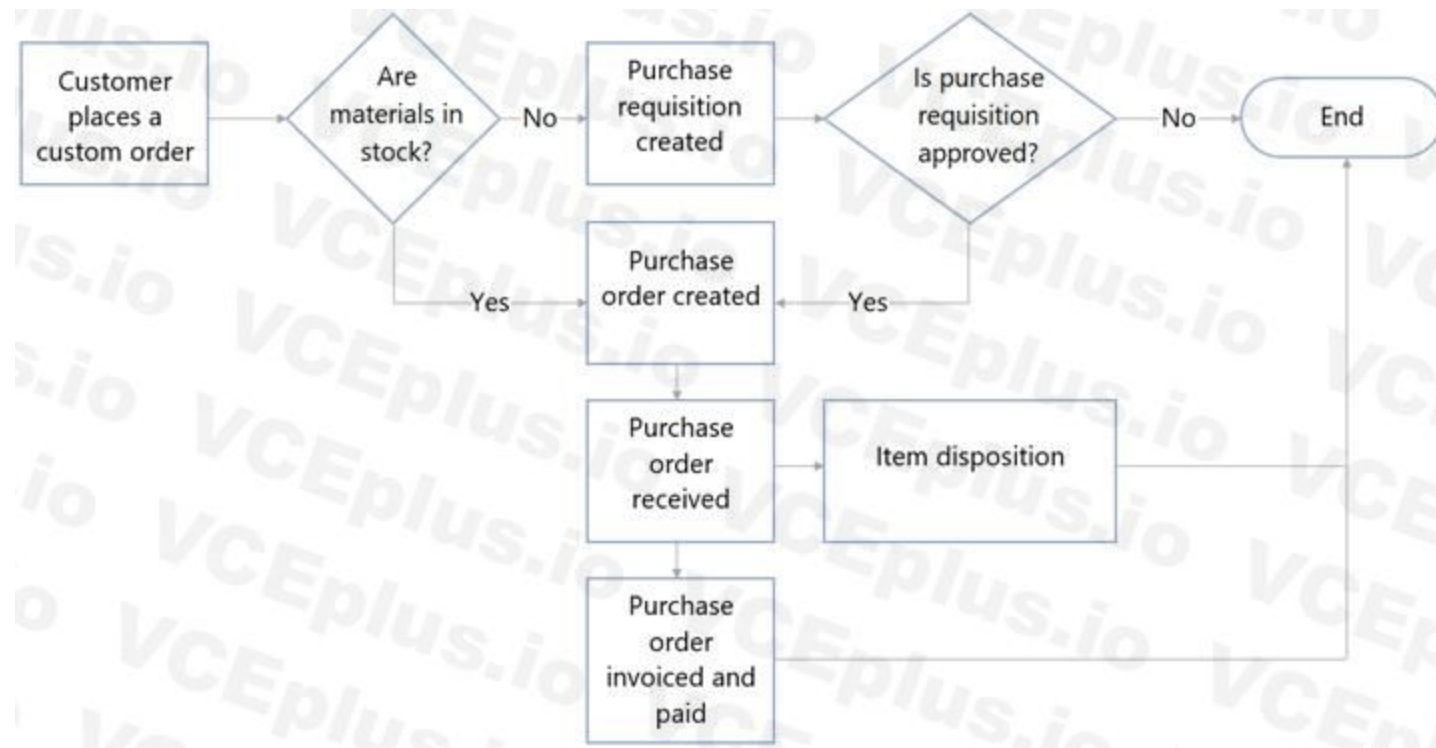 Customer
places a
custom order
Are
materials in
stock?
No
Purchase
requisition
created
Is purchase
requisition
approved?
No
End
Yes
Purchase
order created
Yes
Purchase
order
received
Item disposition
Purchase
order
invoiced and
paid
VCEplus.io